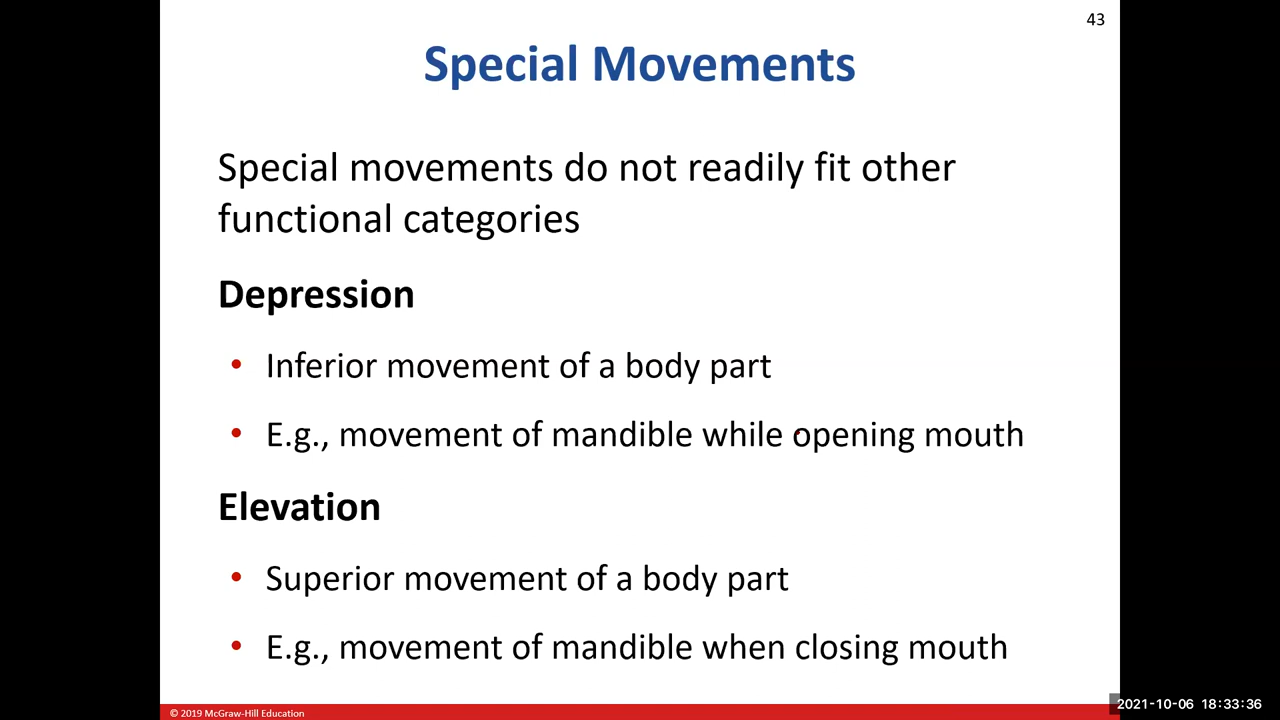 43
Special Movements
Special movements do not readily fit other
functional categories
Depression
• Inferior movement of a body part
• E.g., movement of mandible while opening mouth
Elevation
• Superior movement of a body part
• E.g., movement of mandible when closing mouth
© 2019 McGraw-Hill Education
2021-10-06 18:33:36